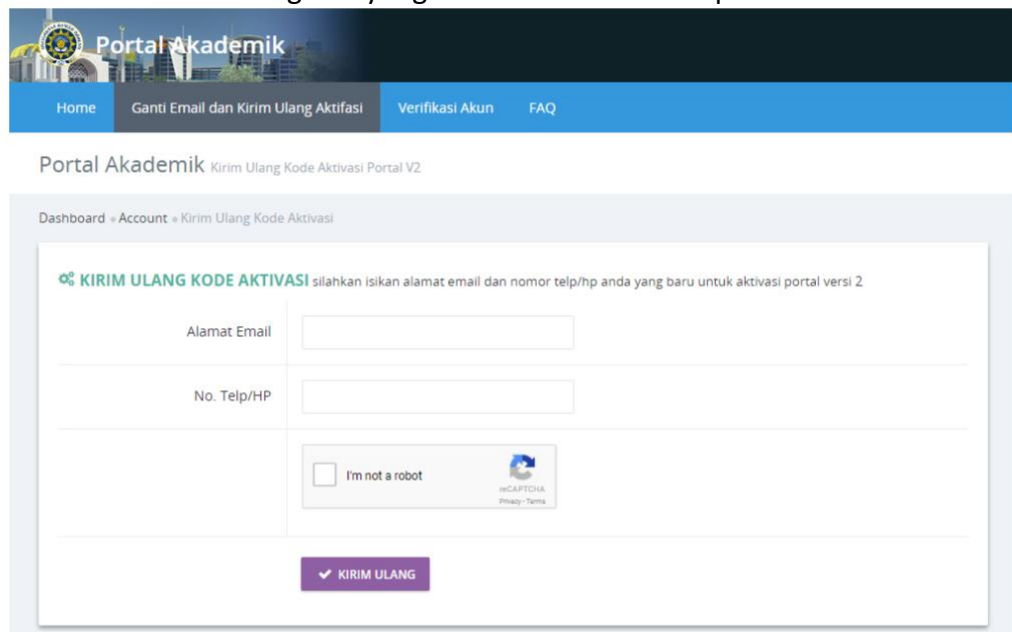 Portal Akademik
Home Ganti Email dan Kirim Ulang Aktifasi Verifikasi Akun FAQ
Portal Akademik Kirim Ulang Kode Aktivasi Portal V2
Dashboard Account Kirim Ulang Kode Aktivasi
KIRIM ULANG KODE AKTIVASI silahkan isikan alamat email dan nomor telp/hp anda yang baru untuk aktivasi portal versi 2
Alamat Email
No. Telp/HP
I'm not a robot
reCAPTCHA
Privacy - Terms
KIRIM ULANG